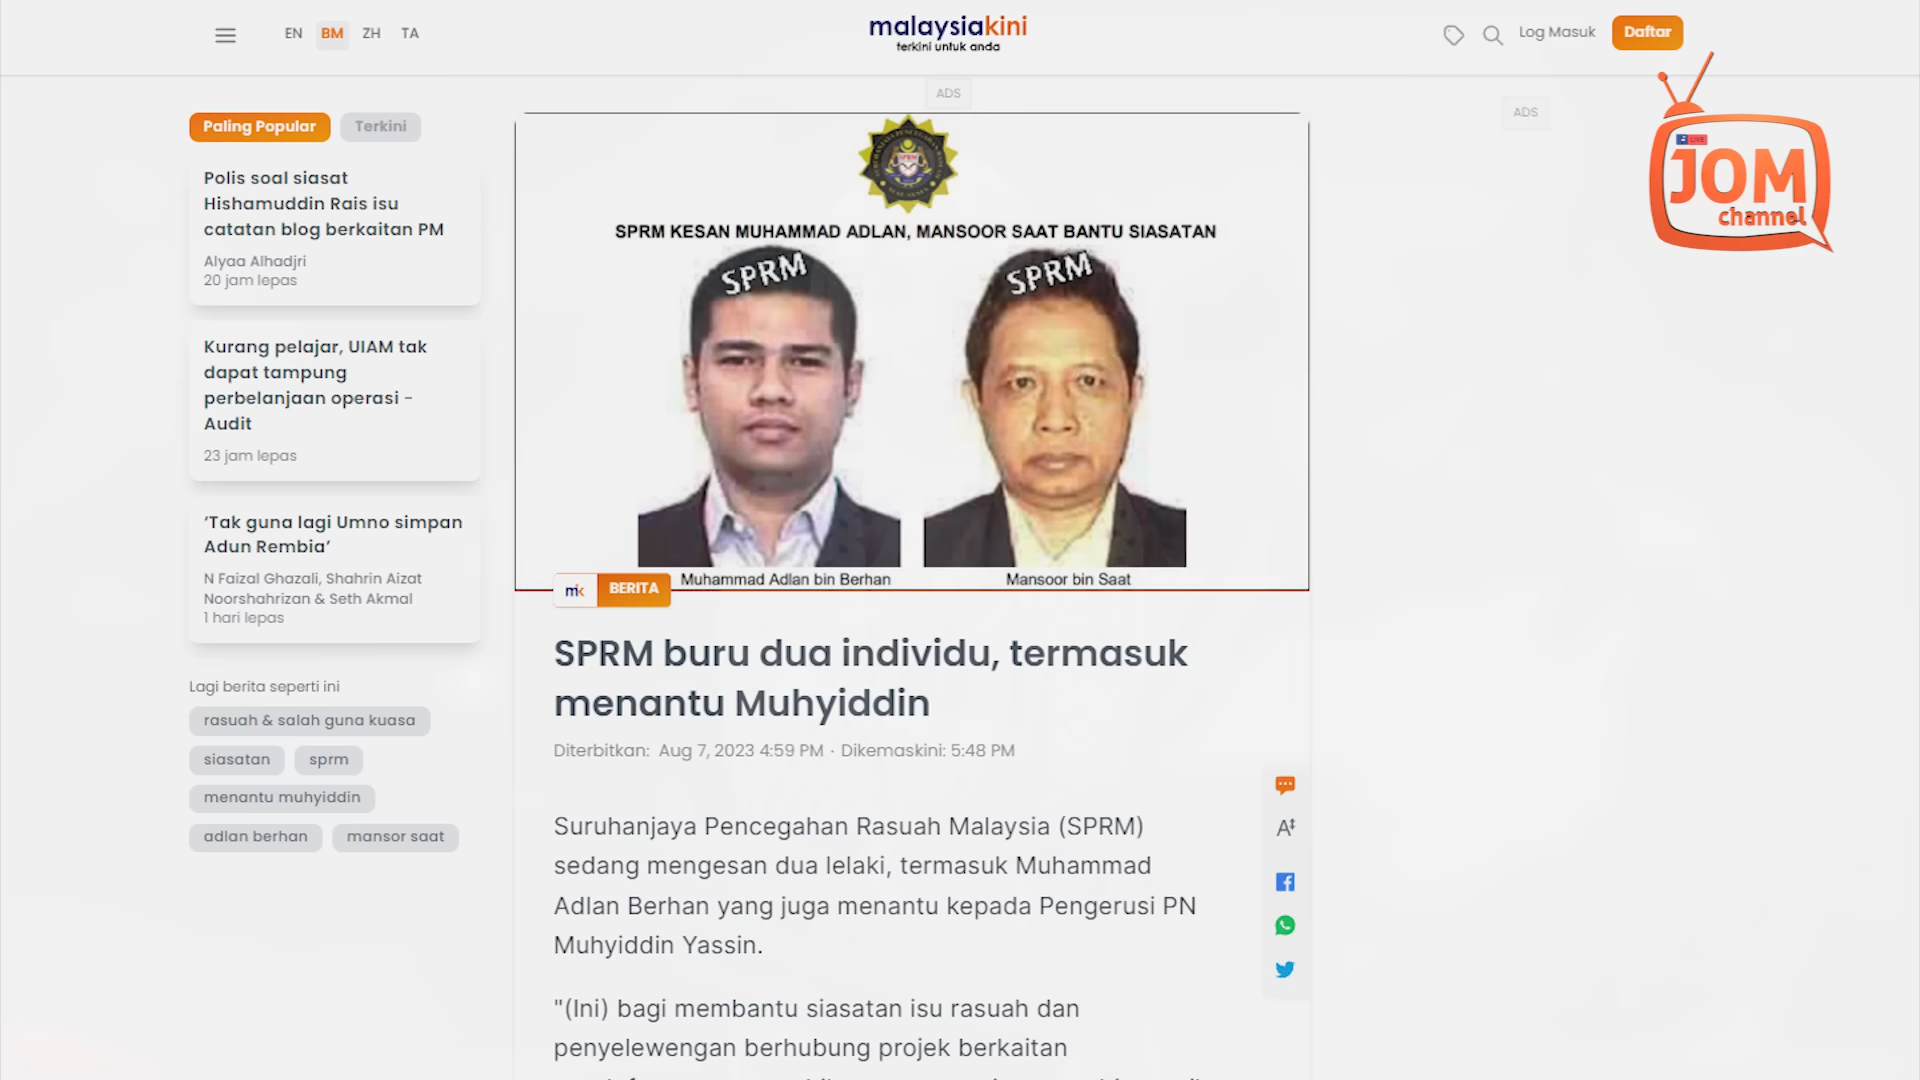 EN BM ZH TA
malaysiakini
terkini untuk anda
Log Masuk
Daftar
ADS
ADS
LIVE
JOM
channel
Paling Popular
Terkini
Polis soal siasat
Hishamuddin Rais isu
catatan blog berkaitan PM
Alyaa Alhadjri
20 jam lepas
Kurang pelajar, UIAM tak
dapat tampung
perbelanjaan operasi -
Audit
23 jam lepas
'Tak guna lagi Umno simpan
Adun Rembia'
N Faizal Ghazali, Shahrin Aizat
Noorshahrizan & Seth Akmal
1 hari lepas
Lagi berita seperti ini
rasuah & salah guna kuasa
siasatan
sprm
menantu muhyiddin
adlan berhan
mansor saat
SPRM KESAN MUHAMMAD ADLAN, MANSOOR SAAT BANTU SIASATAN
SPRM
SPRM
Muhammad Adlan bin Berhan
Mansoor bin Saat
mk BERITA
SPRM buru dua individu, termasuk
menantu Muhyiddin
Diterbitkan: Aug 7, 2023 4:59 PM · Dikemaskini: 5:48 PM
Suruhanjaya Pencegahan Rasuah Malaysia (SPRM)
sedang mengesan dua lelaki, termasuk Muhammad
Adlan Berhan yang juga menantu kepada Pengerusi PN
Muhyiddin Yassin.
"(Ini) bagi membantu siasatan isu rasuah dan
penyelewengan berhubung projek berkaitan